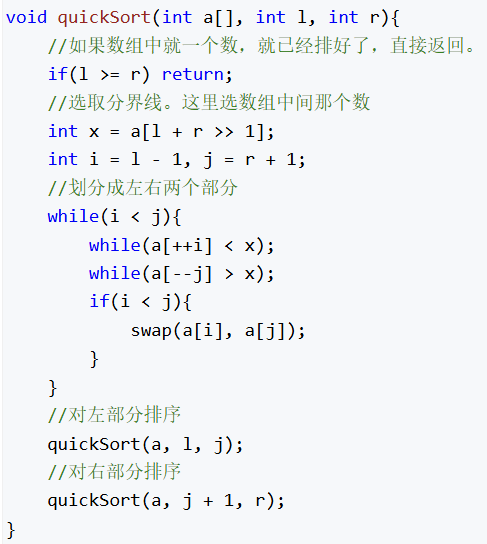 void quickSort(int a[], int l, int r){
    //如果数组中就一个数，就已经排好了，直接返回。
    if(l >= r) return;
    //选取分界线。这里选数组中间那个数
    int x = a[l + r >> 1];
    int i = l - 1, j = r + 1;
    //划分成左右两个部分
    while(i < j){
        while(a[++i] < x);
        while(a[--j] > x);
        if(i < j){
            swap(a[i], a[j]);
        }
    }
    //对左部分排序
    quickSort(a, l, j);
    //对右部分排序
    quickSort(a, j + 1, r);
}